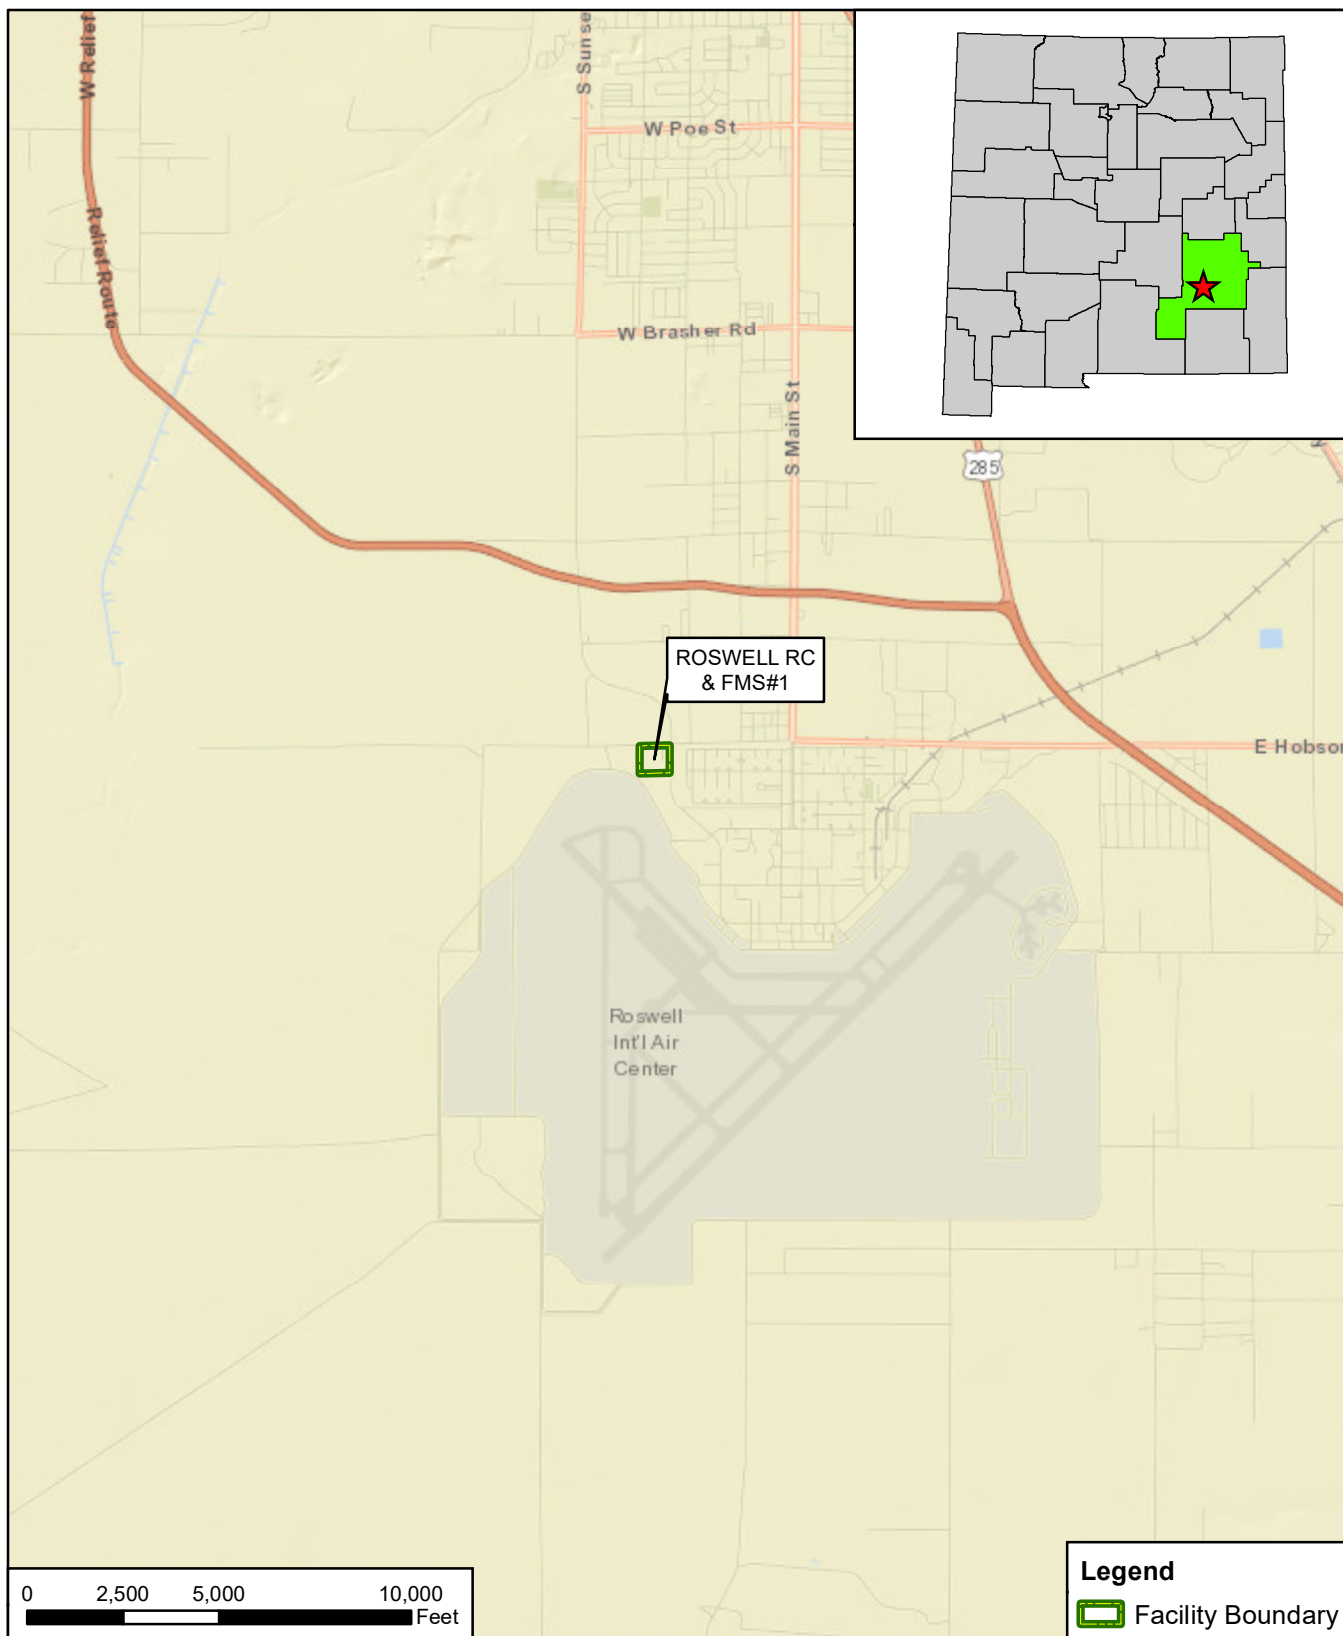 W Relief
S Sunse
W Poe St
Relief Route
W Brasher Rd
S Main St
285
ROSWELL RC
& FMS#1
E Hobson
Roswell
Int'l Air
Center
0 2,500 5,000 10,000
Feet
Legend
Facility Boundary